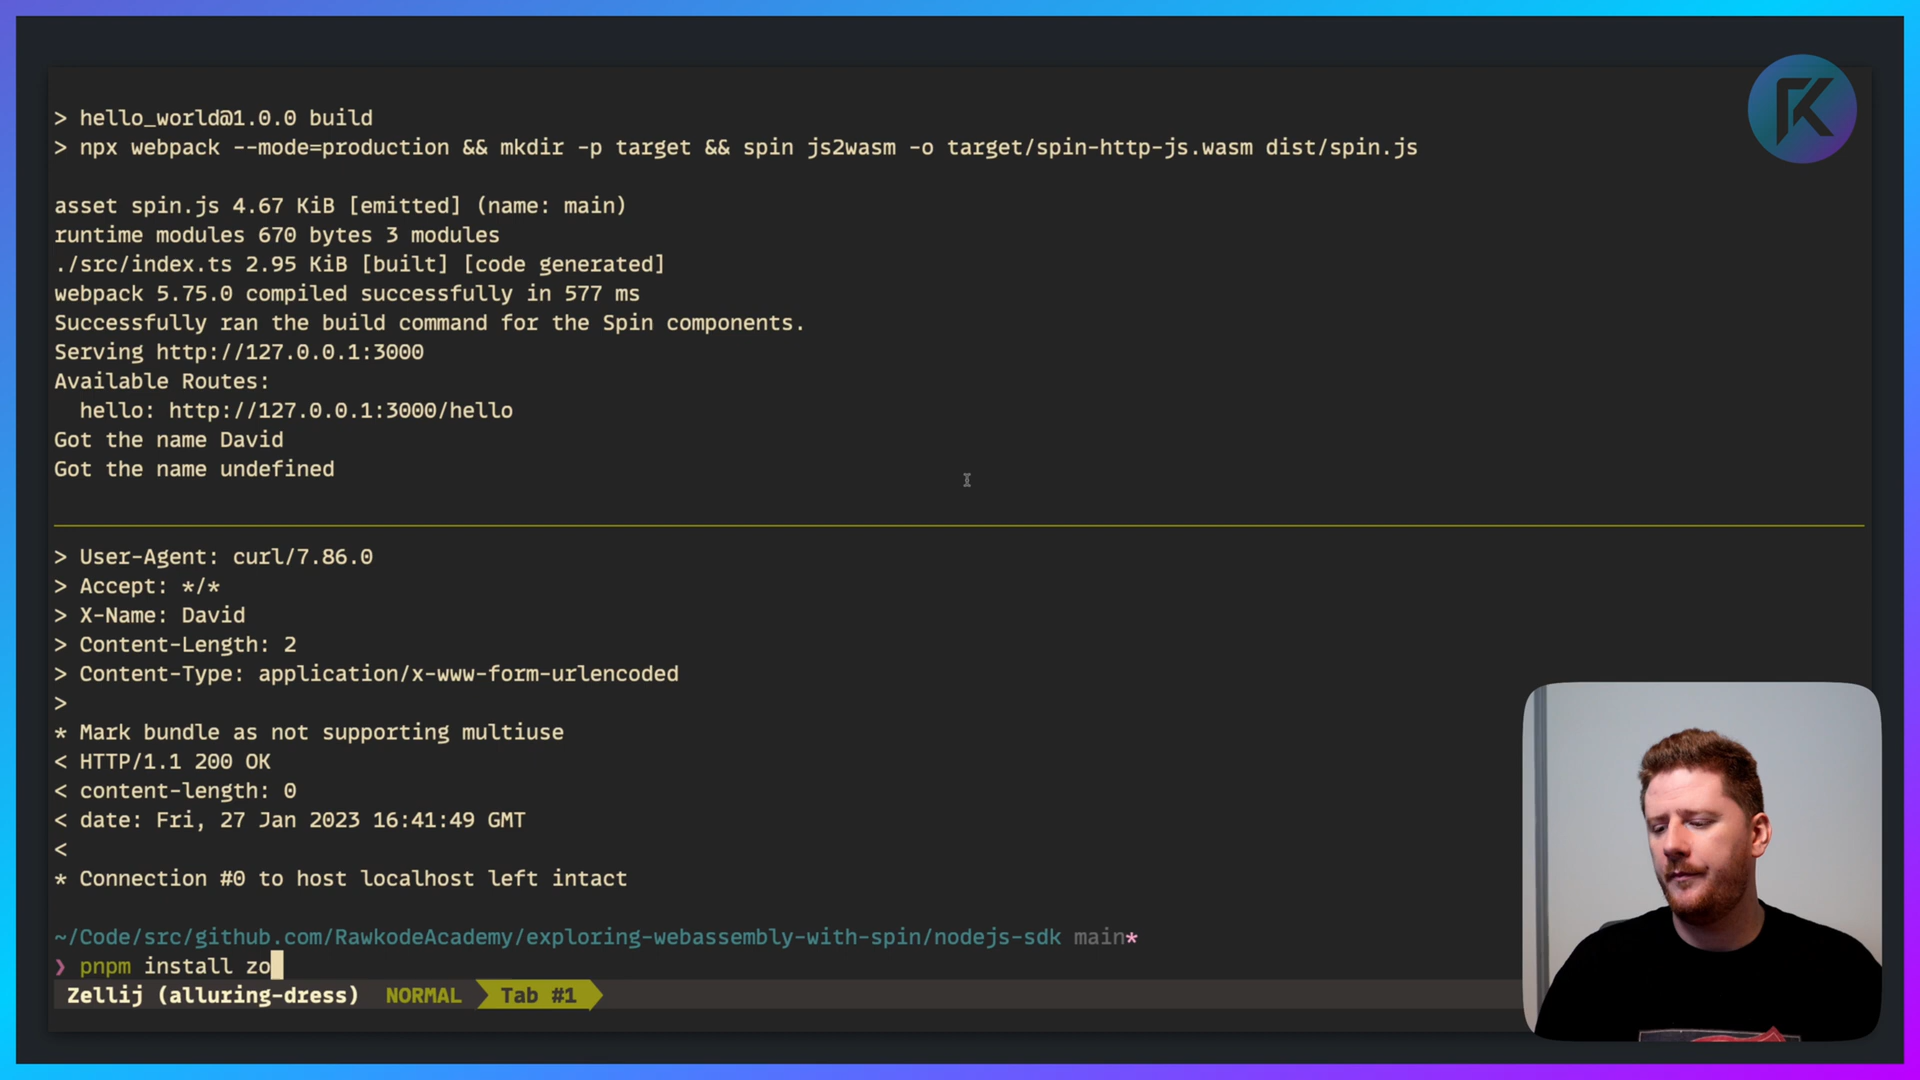 > hello_world@1.0.0 build
> npx webpack --mode=production && mkdir -p target && spin js2wasm -o target/spin-http-js.wasm dist/spin.js
asset spin.js 4.67 KiB [emitted] (name: main)
runtime modules 670 bytes 3 modules
./src/index.ts 2.95 KiB [built] [code generated]
webpack 5.75.0 compiled successfully in 577 ms
Successfully ran the build command for the Spin components.
Serving http://127.0.0.1:3000
Available Routes:
  hello: http://127.0.0.1:3000/hello
Got the name David
Got the name undefined
> User-Agent: curl/7.86.0
> Accept: */*
> X-Name: David
> Content-Length: 2
> Content-Type: application/x-www-form-urlencoded
>
* Mark bundle as not supporting multiuse
< HTTP/1.1 200 OK
< content-length: 0
< date: Fri, 27 Jan 2023 16:41:49 GMT
<
* Connection #0 to host localhost left intact
~/Code/src/github.com/RawkodeAcademy/exploring-webassembly-with-spin/nodejs-sdk main*
❯ pnpm install zo
Zellij (alluring-dress) NORMAL Tab #1